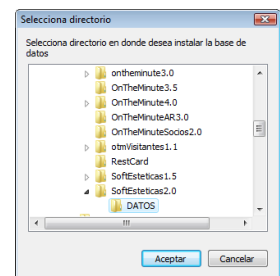 Selecciona directorio
Selecciona directorio en donde desea instalar la base de
datos
ontheminute3.0
OnTheMinute3.5
OnTheMinute4.0
OnTheMinuteAR3.0
OnTheMinuteSocios2.0
otmVisitantes1.1
RestCard
SoftEsteticas1.5
SoftEsteticas2.0
DATOS
Aceptar
Cancelar